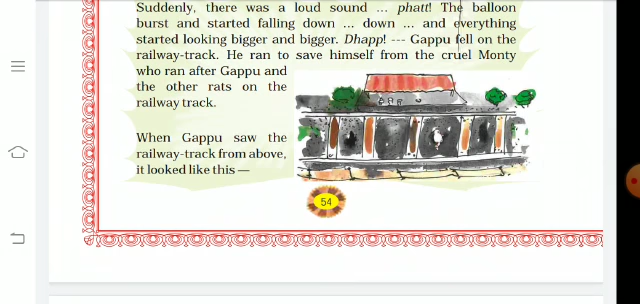 Suddenly, there was a loud sound ... phatt! The balloon
burst and started falling down ... down ... and everything
started looking bigger and bigger. Dhapp! --- Gappu fell on the
railway-track. He ran to save himself from the cruel Monty
who ran after Gappu and
the other rats on the
railway track.
When Gappu saw the
railway-track from above,
it looked like this —
54